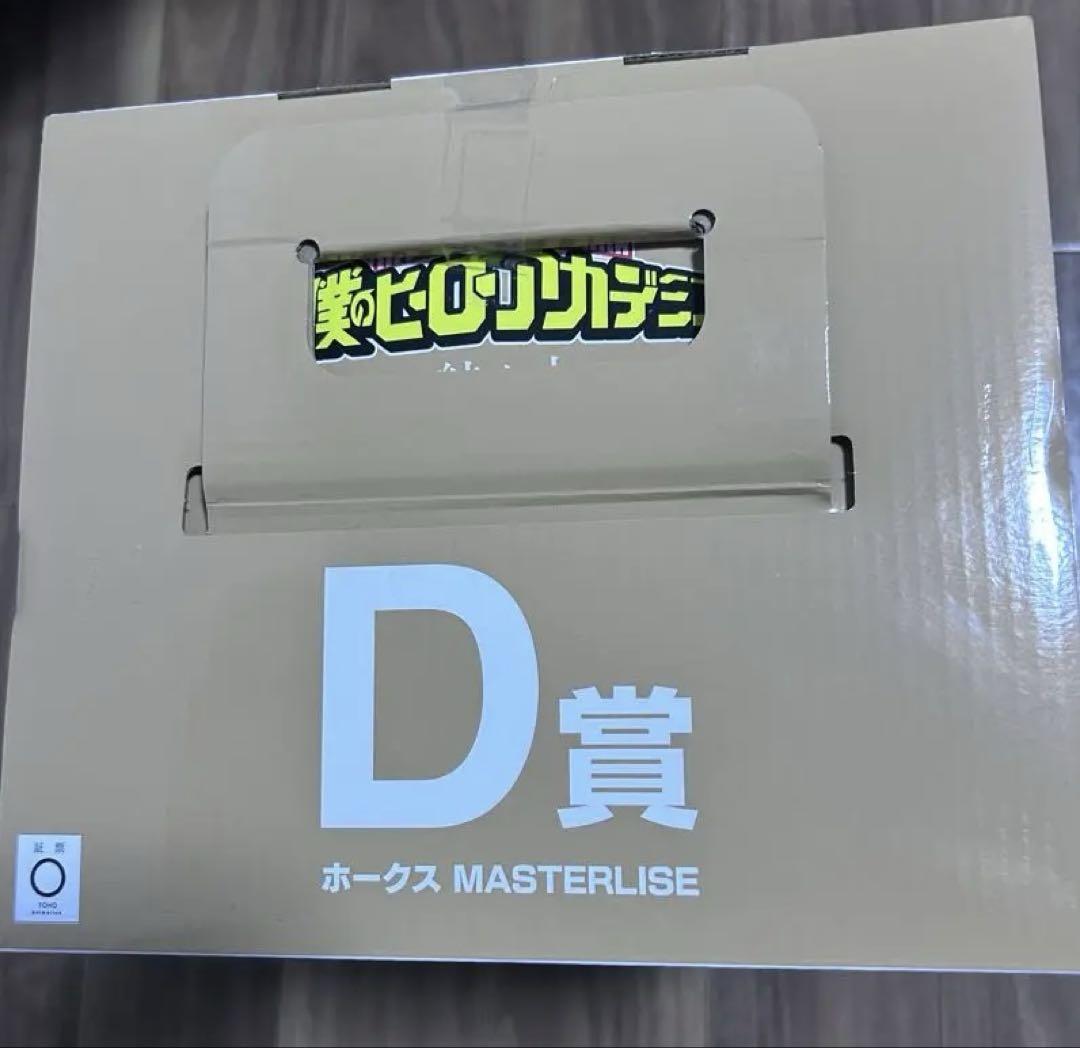 僕のヒーローアカデミ
D賞
ホークス MASTERLISE
証票
TOHO
animation